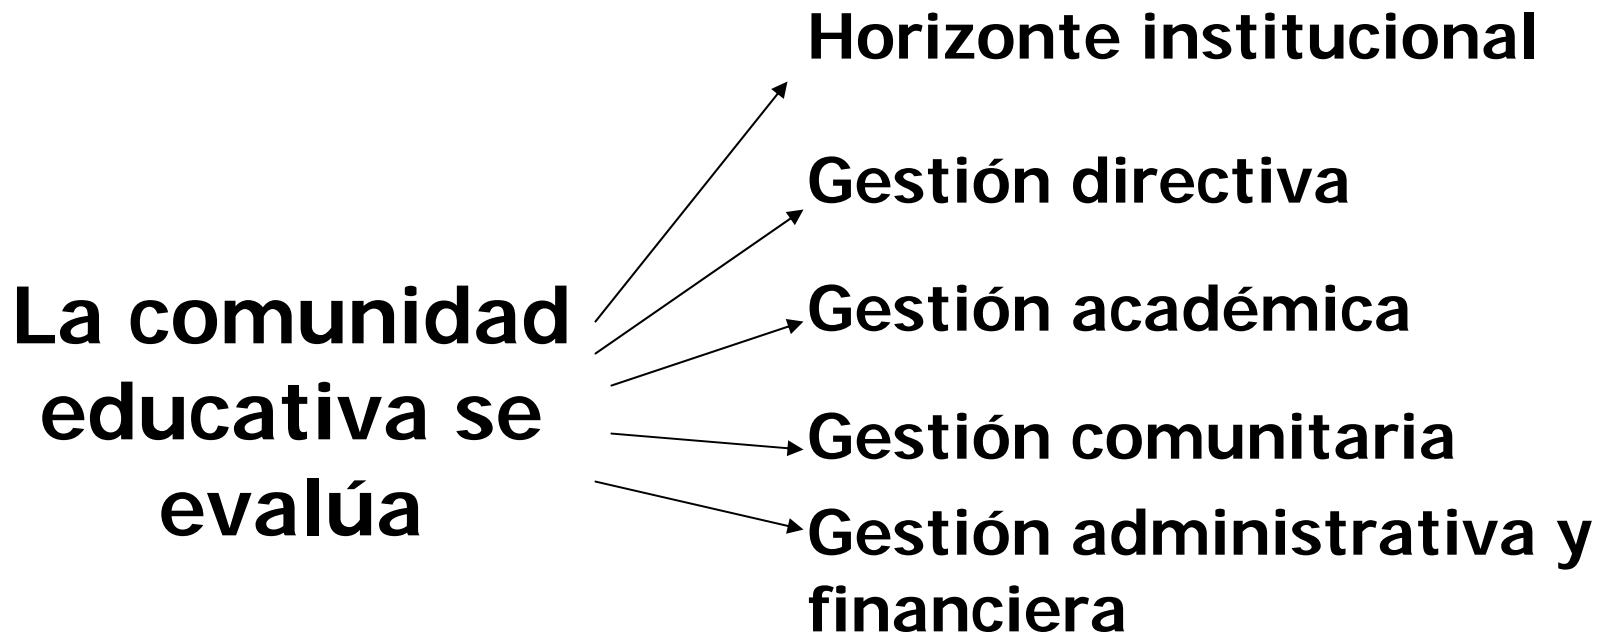 La comunidad
educativa se
evalúa
Horizonte institucional
Gestión directiva
Gestión académica
Gestión comunitaria
Gestión administrativa y
financiera